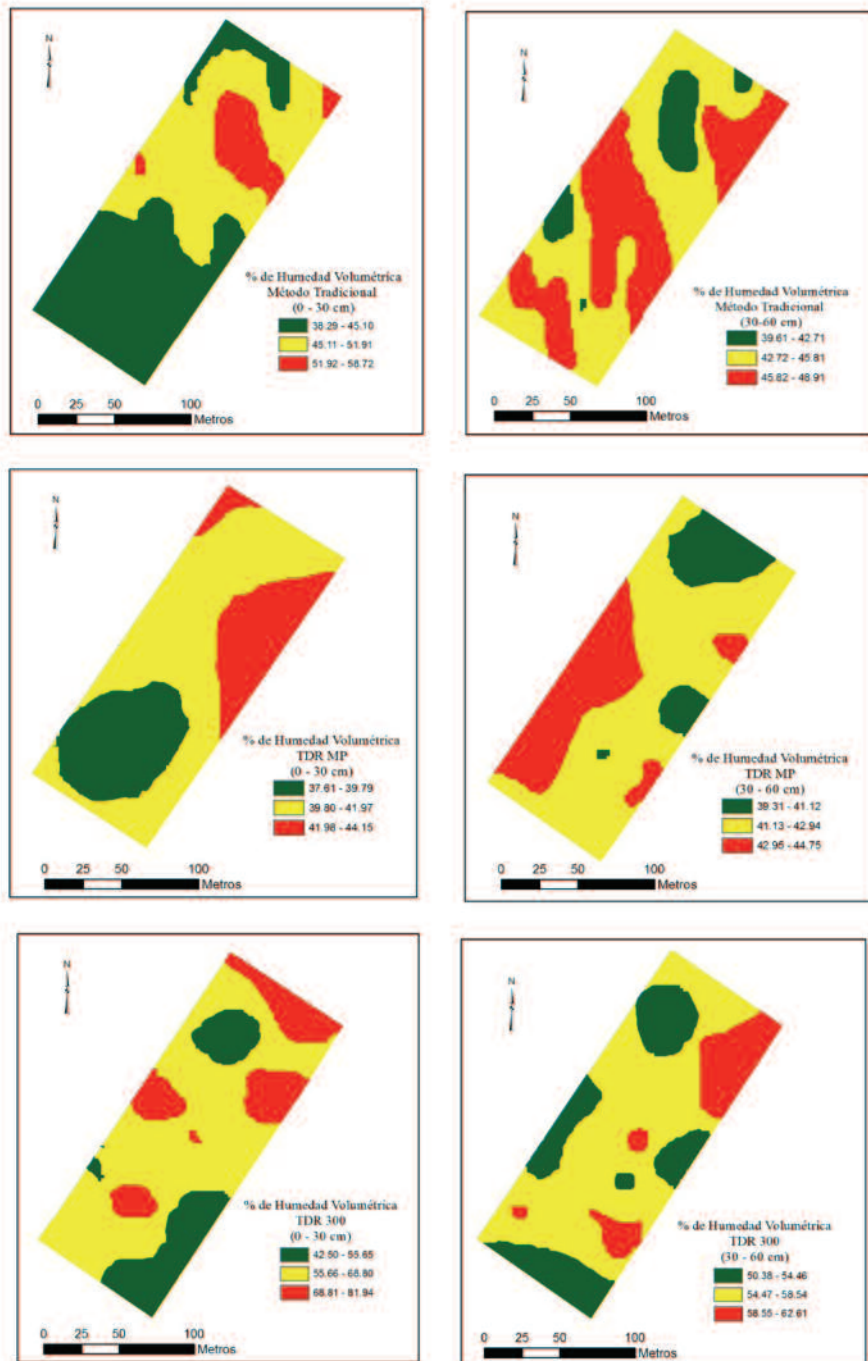 N
% de Humedad Volumétrica
Método Tradicional
(0 - 30 cm)
38.29 - 45.10
45.11 - 51.91
51.92 - 58.72
0 25 50 100
Metros
N
% de Humedad Volumétrica
Método Tradicional
(30-60 cm)
39.61 - 42.71
42.72 - 45.81
45.82 - 48.91
0 25 50 100
Metros
N
% de Humedad Volumétrica
TDR MP
(0 - 30 cm)
37.61 - 39.79
39.80 - 41.97
41.98 - 44.15
0 25 50 100
Metros
N
% de Humedad Volumétrica
TDR MP
(30 - 60 cm)
39.31 - 41.12
41.13 - 42.94
42.95 - 44.75
0 25 50 100
Metros
N
% de Humedad Volumétrica
TDR 300
(0 - 30 cm)
42.50 - 55.65
55.66 - 68.80
68.81 - 81.94
0 25 50 100
Metros
N
% de Humedad Volumétrica
TDR 300
(30 - 60 cm)
50.38 - 54.46
54.47 - 58.54
58.55 - 62.61
0 25 50 100
Metros